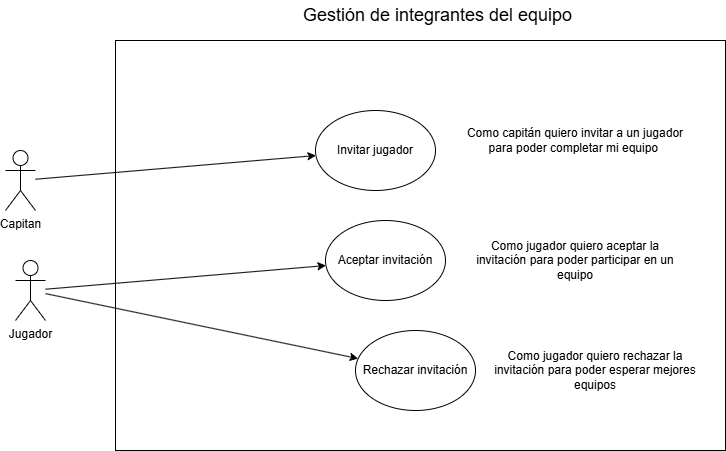 Gestión de integrantes del equipo
Invitar jugador
Como capitán quiero invitar a un jugador
para poder completar mi equipo
Capitan
Aceptar invitación
Como jugador quiero aceptar la
invitación para poder participar en un
equipo
Jugador
Rechazar invitación
Como jugador quiero rechazar la
invitación para poder esperar mejores
equipos